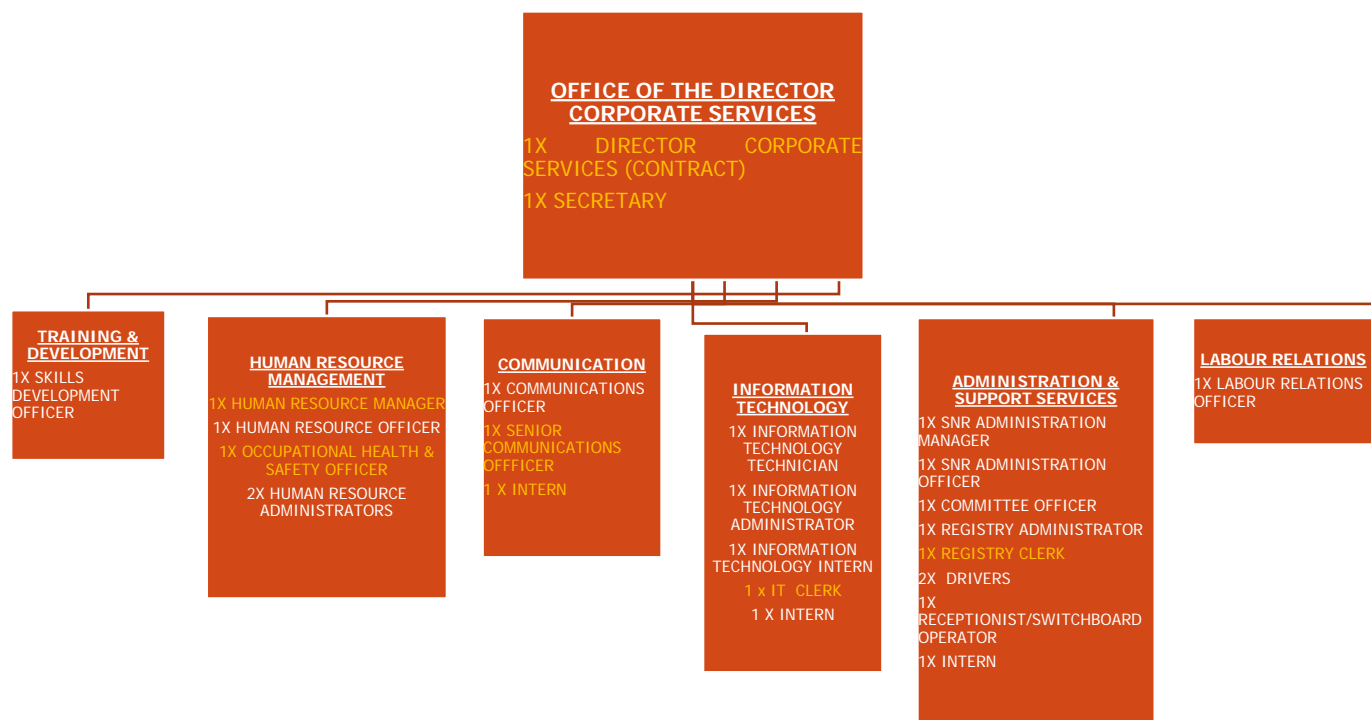 OFFICE OF THE DIRECTOR
CORPORATE SERVICES
1X DIRECTOR CORPORATE
SERVICES (CONTRACT)
1X SECRETARY
TRAINING &
DEVELOPMENT
1X SKILLS
DEVELOPMENT
OFFICER
HUMAN RESOURCE
MANAGEMENT
1X HUMAN RESOURCE MANAGER
1X HUMAN RESOURCE OFFICER
1X OCCUPATIONAL HEALTH &
SAFETY OFFICER
2X HUMAN RESOURCE
ADMINISTRATORS
COMMUNICATION
1X COMMUNICATIONS
OFFICER
1X SENIOR
COMMUNICATIONS
OFFFICER
1 X INTERN
INFORMATION
TECHNOLOGY
1X INFORMATION
TECHNOLOGY
TECHNICIAN
1X INFORMATION
TECHNOLOGY
ADMINISTRATOR
1X INFORMATION
TECHNOLOGY INTERN
1 x IT CLERK
1 X INTERN
ADMINISTRATION &
SUPPORT SERVICES
1X SNR ADMINISTRATION
MANAGER
1X SNR ADMINISTRATION
OFFICER
1X COMMITTEE OFFICER
1X REGISTRY ADMINISTRATOR
1X REGISTRY CLERK
2X DRIVERS
1X
RECEPTIONIST/SWITCHBOARD
OPERATOR
1X INTERN
LABOUR RELATIONS
1X LABOUR RELATIONS
OFFICER